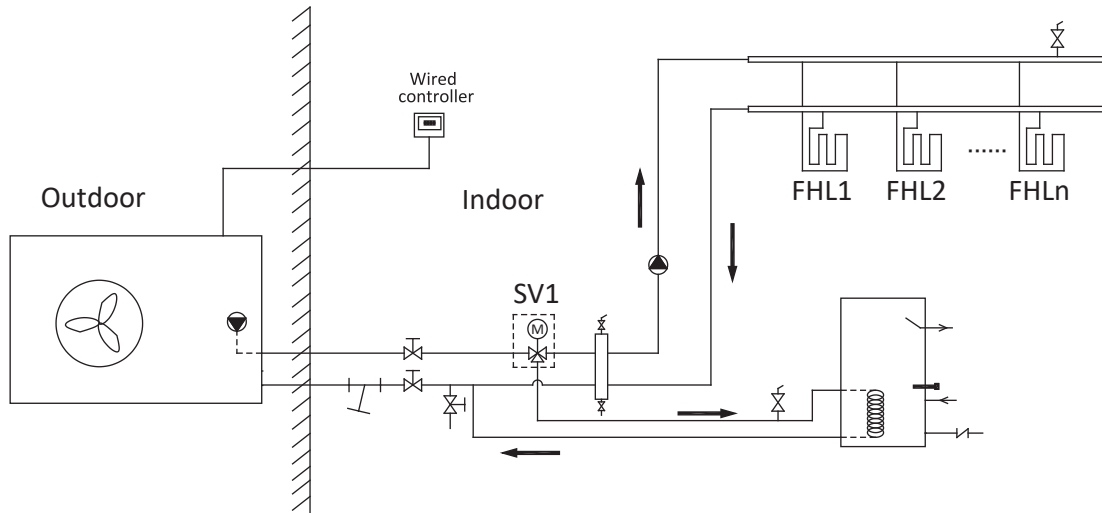 Wired
controller
Outdoor
Indoor
FHL1
FHL2
......
FHLn
SV1
M